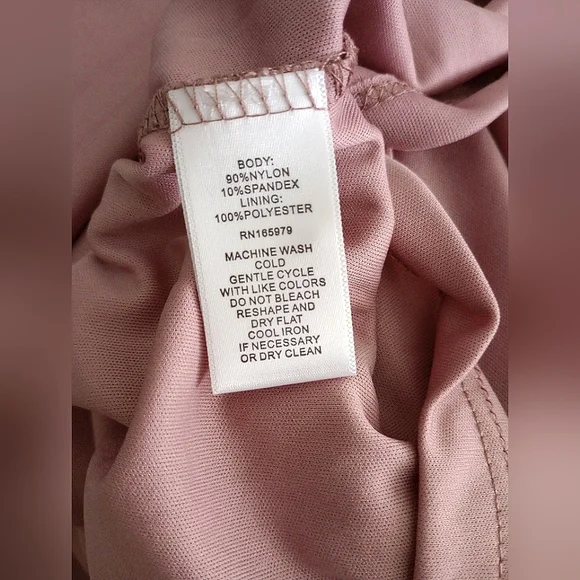 BODY:
90%NYLON
10%SPANDEX
LINING:
100%POLYESTER
RN165979
MACHINE WASH
COLD
GENTLE CYCLE
WITH LIKE COLORS
DO NOT BLEACH
RESHAPE AND
DRY FLAT
COOL IRON
IF NECESSARY
OR DRY CLEAN